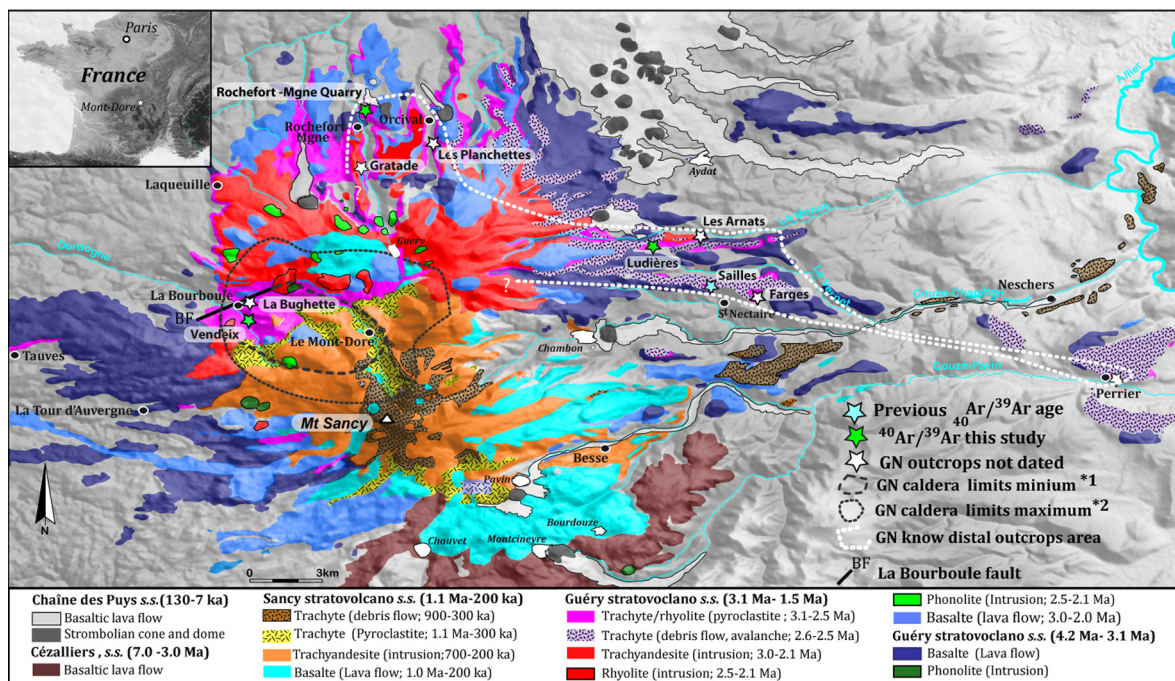 Paris
France
Mont-Dore
Rochefort -Mgne Quarry
Rochefort
Mgne
Orcival
Les Planchettes
Gratade
?
Laqueuille
Aydat
Allier
Dordogne
Guéry
Les Arnats
La Monne
Ludières
Sailles
Farges
St Nectaire
?
La Bourboule
La Bughette
BF
Vendeix
Le Mont-Dore
Chambon
Couze Chambon
Neschers
Tauves
La Tour d'Auvergne
Mt Sancy
Couze-Pavin
Perrier
Besse
Pavin
Bourdouze
Chauvet
Montcineyre
N
0
3km
Previous 40Ar/39Ar age
40Ar/39Ar this study
GN outcrops not dated
GN caldera limits minium*1
GN caldera limits maximum*2
GN know distal outcrops area
BF
La Bourboule fault
Chaîne des Puys s.s.(130-7 ka)
Basaltic lava flow
Strombolian cone and dome
Cézalliers , s.s. (7.0 -3.0 Ma)
Basaltic lava flow
Sancy stratovolcano s.s. (1.1 Ma-200 ka)
Trachyte (debris flow; 900-300 ka)
Trachyte (Pyroclastite; 1.1 Ma-300 ka)
Trachyandesite (intrusion;700-200 ka)
Basalte (Lava flow; 1.0 Ma-200 ka)
Guéry stratovoclano s.s. (3.1 Ma- 1.5 Ma)
Trachyte/rhyolite (pyroclastite ; 3.1-2.5 Ma)
Trachyte (debris flow, avalanche; 2.6-2.5 Ma)
Trachyandesite (intrusion; 3.0-2.1 Ma)
Rhyolite (intrusion; 2.5-2.1 Ma)
Phonolite (Intrusion; 2.5-2.1 Ma)
Basalte (lava flow; 3.0-2.0 Ma)
Guéry stratovoclano s.s. (4.2 Ma- 3.1 Ma)
Basalte (Lava flow)
Phonolite (Intrusion)